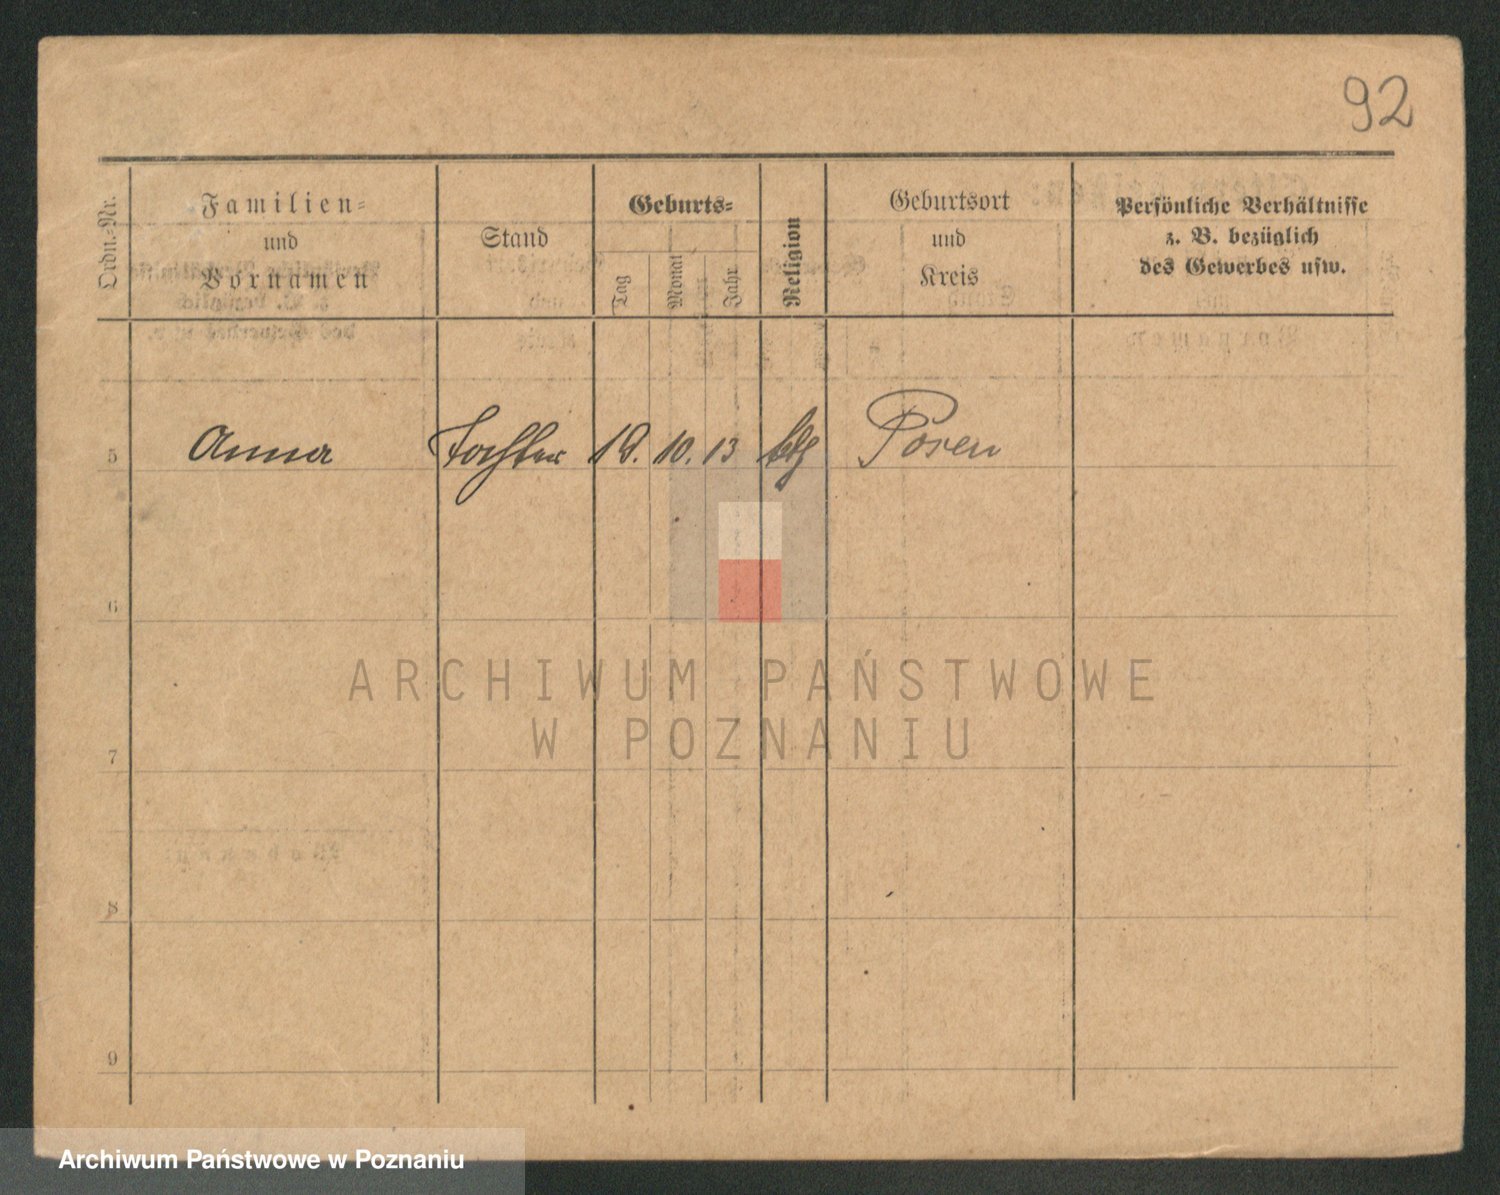 92
Ordn.-Nr.
Familien-
und
Vornamen
Stand
Geburts-
Tag
Monat
Jahr
Religion
Geburtsort
und
Kreis
Persönliche Verhältnisse
z. B. bezüglich
des Gewerbes usw.
5 Anna Tochter 18. 10. 13 ktg Posen
6
7
8
9
ARCHIWUM PAŃSTWOWE
W POZNANIU
Archiwum Państwowe w Poznaniu